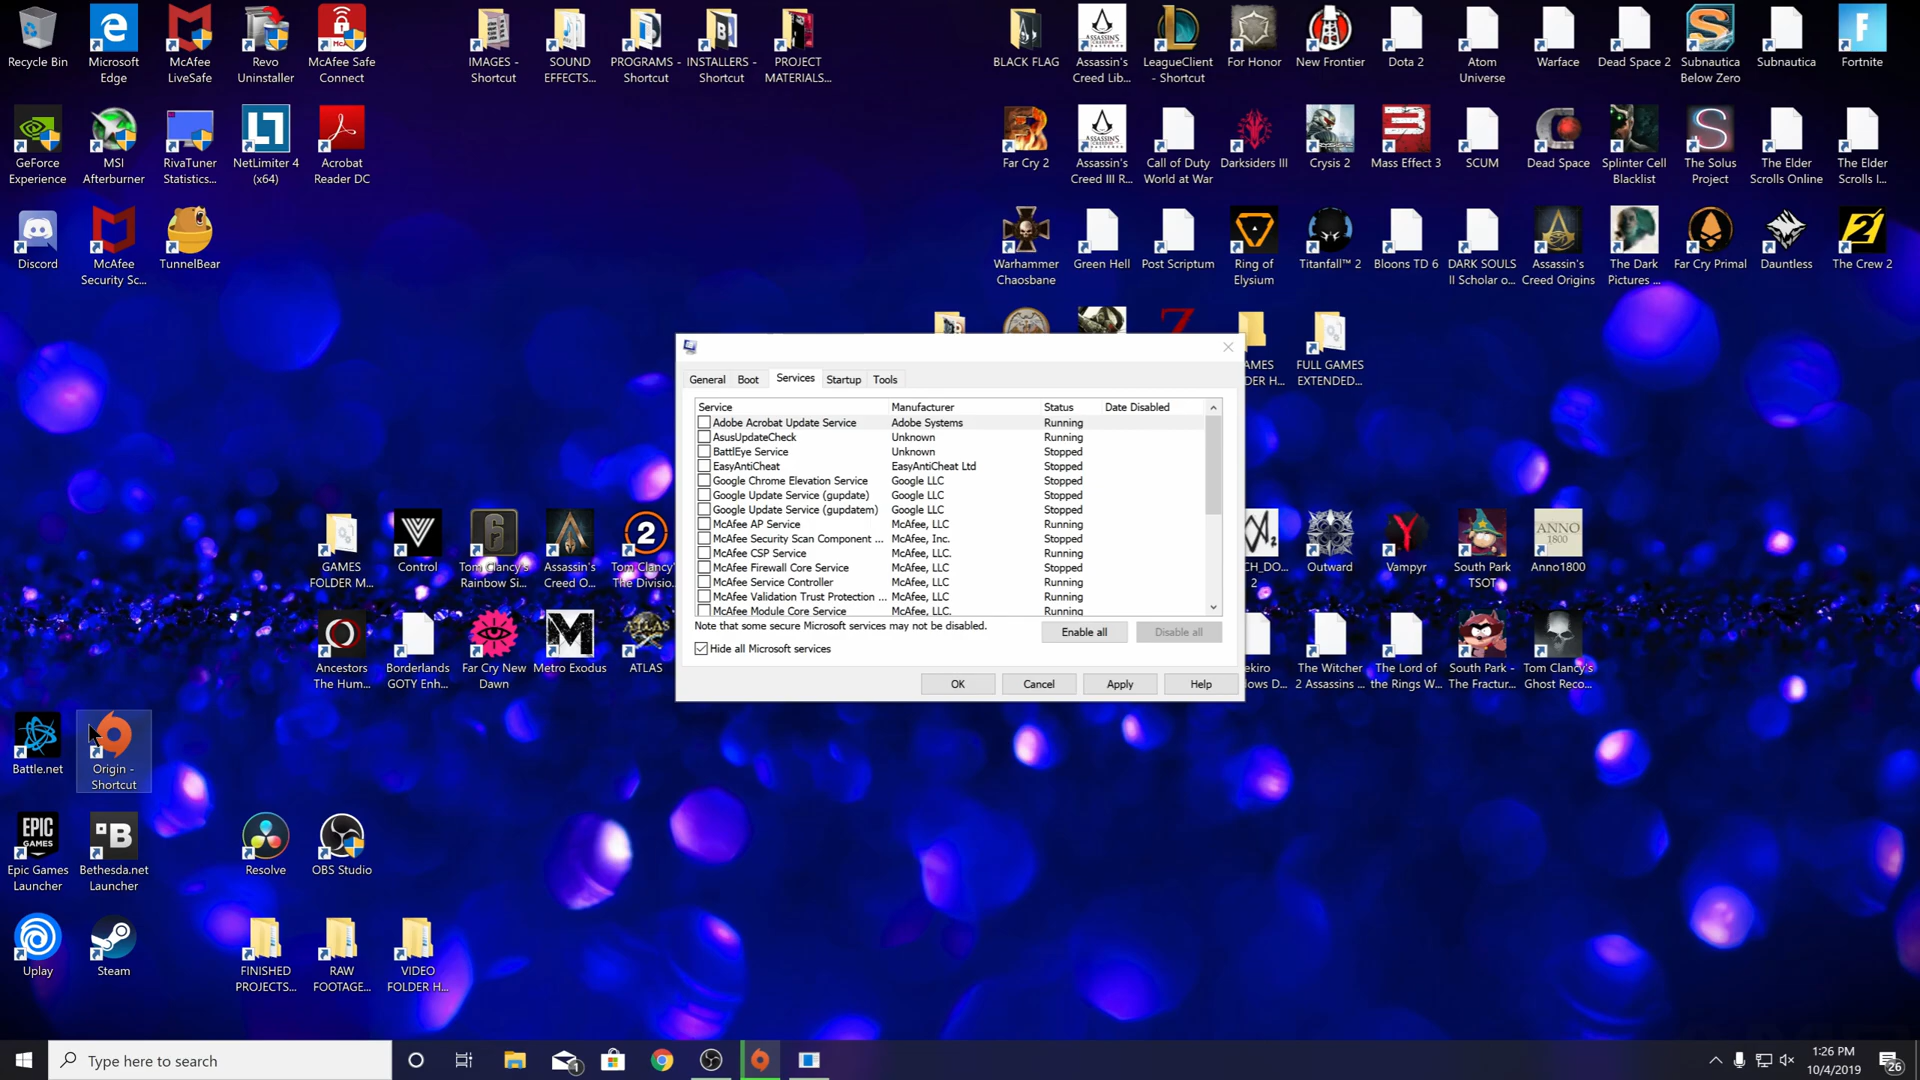 Recycle Bin
Microsoft
Edge
McAfee
LiveSafe
Revo
Uninstaller
McAfee Safe
Connect
IMAGES -
Shortcut
SOUND
EFFECTS...
PROGRAMS -
Shortcut
INSTALLERS -
Shortcut
PROJECT
MATERIALS...
BLACK FLAG
Assassin's
Creed Lib...
LeagueClient
- Shortcut
For Honor
New Frontier
Dota 2
Atom
Universe
Warface
Dead Space 2
Subnautica
Below Zero
Subnautica
Fortnite
GeForce
Experience
MSI
Afterburner
RivaTuner
Statistics...
NetLimiter 4
(x64)
Acrobat
Reader DC
Far Cry 2
Assassin's
Creed III R...
Call of Duty
World at War
Darksiders III
Crysis 2
Mass Effect 3
SCUM
Dead Space
Splinter Cell
Blacklist
The Solus
Project
The Elder
Scrolls Online
The Elder
Scrolls I...
Discord
McAfee
Security Sc...
TunnelBear
Warhammer
Chaosbane
Green Hell
Post Scriptum
Ring of
Elysium
Titanfall™ 2
Bloons TD 6
DARK SOULS
II Scholar o...
Assassin's
Creed Origins
The Dark
Pictures ...
Far Cry Primal
Dauntless
The Crew 2
AMES
DER H...
FULL GAMES
EXTENDED...
General
Boot
Services
Startup
Tools
Service Manufacturer Status Date Disabled
Adobe Acrobat Update Service Adobe Systems Running
AsusUpdateCheck Unknown Running
BattlEye Service Unknown Stopped
EasyAntiCheat EasyAntiCheat Ltd Stopped
Google Chrome Elevation Service Google LLC Stopped
Google Update Service (gupdate) Google LLC Stopped
Google Update Service (gupdatem) Google LLC Stopped
McAfee AP Service McAfee, LLC Running
McAfee Security Scan Component ... McAfee, Inc. Stopped
McAfee CSP Service McAfee, LLC. Running
McAfee Firewall Core Service McAfee, LLC Stopped
McAfee Service Controller McAfee, LLC Running
McAfee Validation Trust Protection ... McAfee, LLC Running
McAfee Module Core Service McAfee, LLC. Running
Note that some secure Microsoft services may not be disabled.
Enable all
Disable all
Hide all Microsoft services
OK
Cancel
Apply
Help
GAMES
FOLDER M...
Control
Tom Clancy's
Rainbow Si...
Assassin's
Creed O...
Tom Clancy'
The Divisio...
CH_DO...
2
Outward
Vampyr
South Park
TSOT
ANNO
1800
Anno1800
Ancestors
The Hum...
Borderlands
GOTY Enh...
Far Cry New
Dawn
Metro Exodus
ATLAS
ekiro
dows D...
The Witcher
2 Assassins ...
The Lord of
the Rings W...
South Park -
The Fractur...
Tom Clancy's
Ghost Reco...
Battle.net
Origin -
Shortcut
EPIC
GAMES
Epic Games
Launcher
Bethesda.net
Launcher
Resolve
OBS Studio
Uplay
Steam
FINISHED
PROJECTS...
RAW
FOOTAGE...
VIDEO
FOLDER H...
Type here to search
1:26 PM
10/4/2019
26